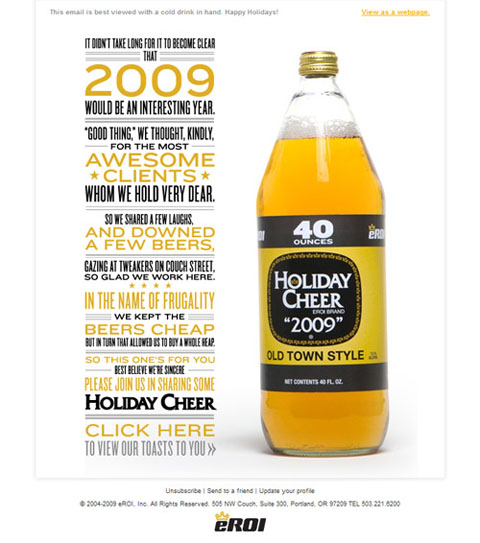 This email is best viewed with a cold drink in hand. Happy Holidays!
View as a webpage.
IT DIDN'T TAKE LONG FOR IT TO BECOME CLEAR
THAT
2009
WOULD BE AN INTERESTING YEAR.
"GOOD THING," WE THOUGHT, KINDLY,
FOR THE MOST
AWESOME
CLIENTS
WHOM WE HOLD VERY DEAR.
SO WE SHARED A FEW LAUGHS,
AND DOWNED
A FEW BEERS,
GAZING AT TWEAKERS ON COUCH STREET,
SO GLAD WE WORK HERE.
IN THE NAME OF FRUGALITY
WE KEPT THE
BEERS CHEAP
BUT IN TURN THAT ALLOWED US TO BUY A WHOLE HEAP.
SO THIS ONE'S FOR YOU
BEST BELIEVE WE'RE SINCERE
PLEASE JOIN US IN SHARING SOME
HOLIDAY CHEER
CLICK HERE
TO VIEW OUR TOASTS TO YOU »
ROI
40
OUNCES
eROI
HOLIDAY
CHEER
EROI BRAND
"2009"
OLD TOWN STYLE
NET CONTENTS 40 FL. OZ.
Unsubscribe | Send to a friend | Update your profile
© 2004-2009 eROI, Inc. All Rights Reserved. 505 NW Couch, Suite 300, Portland, OR 97209 TEL 503.221.6200
eROI